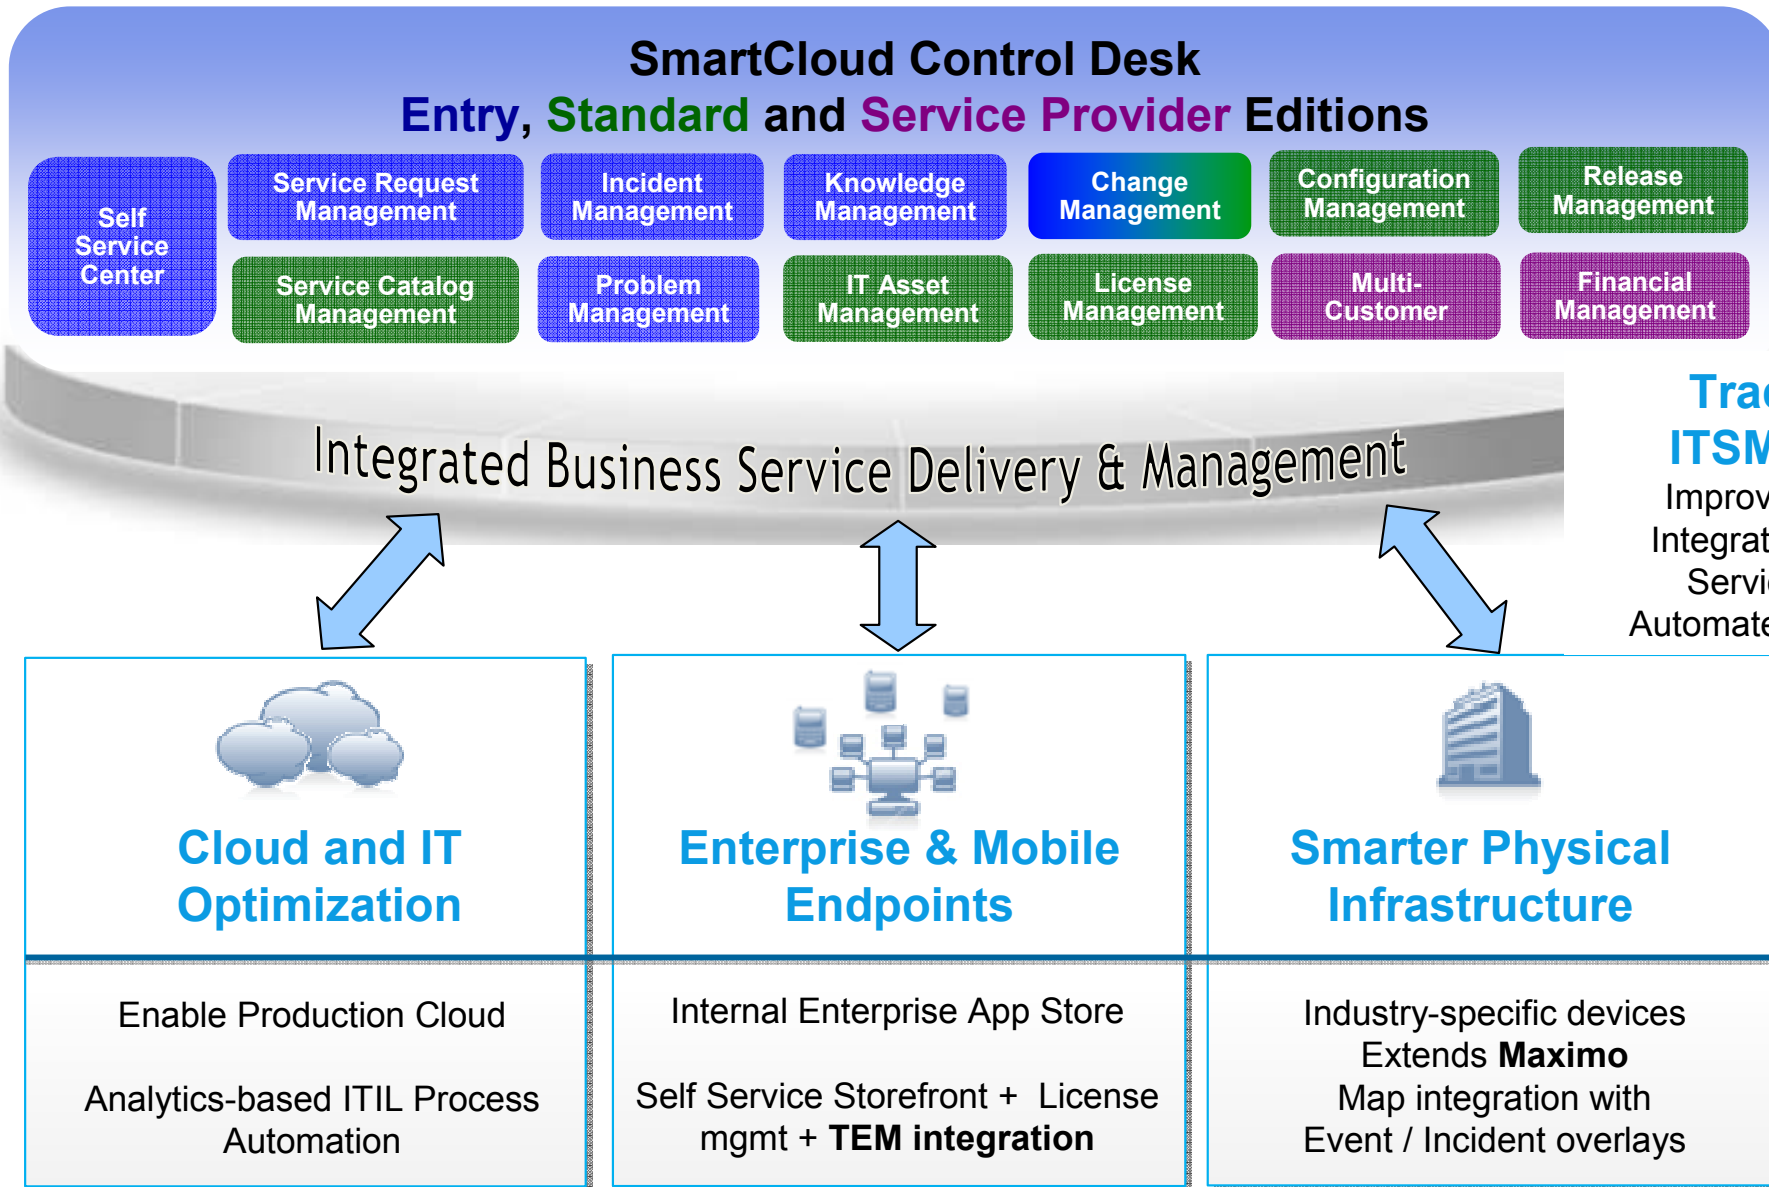 SmartCloud Control Desk
Entry, Standard and Service Provider Editions
Self
Service
Center
Service Request
Management
Incident
Management
Knowledge
Management
Change
Management
Configuration
Management
Release
Management
Service Catalog
Management
Problem
Management
IT Asset
Management
License
Management
Multi-
Customer
Financial
Management
Integrated Business Service Delivery & Management
ITSM
Cloud and IT
Optimization
Enable Production Cloud
Analytics-based ITIL Process
Automation
Enterprise & Mobile
Endpoints
Internal Enterprise App Store
Self Service Storefront + License
mgmt + TEM integration
Smarter Physical
Infrastructure
Industry-specific devices
Extends Maximo
Map integration with
Event / Incident overlays